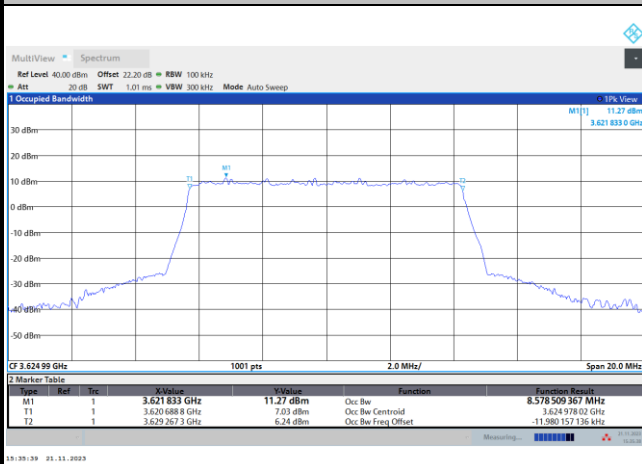 MultiView Spectrum
Ref Level 40.00 dBm Offset 22.20 dB RBW 100 kHz
Att 20 dB SWT 1.01 ms VBW 300 kHz Mode Auto Sweep
1 Occupied Bandwidth 1Pk View
M1[1] 11.27 dBm
3.621 833 0 GHz
30 dBm
20 dBm
M1
T1 T2
10 dBm
0 dBm
-10 dBm
-20 dBm
-30 dBm
-40 dBm
-50 dBm
CF 3.624 99 GHz 1001 pts 2.0 MHz/ Span 20.0 MHz
2 Marker Table
Type Ref Trc X-Value Y-Value Function Function Result
M1 1 3.621 833 GHz 11.27 dBm Occ Bw 8.578 509 367 MHz
T1 1 3.620 688 8 GHz 7.03 dBm Occ Bw Centroid 3.624 978 02 GHz
T2 1 3.629 267 3 GHz 6.24 dBm Occ Bw Freq Offset -11.980 157 136 kHz
Measuring... 21.11.2023
15:35:39 21.11.2023